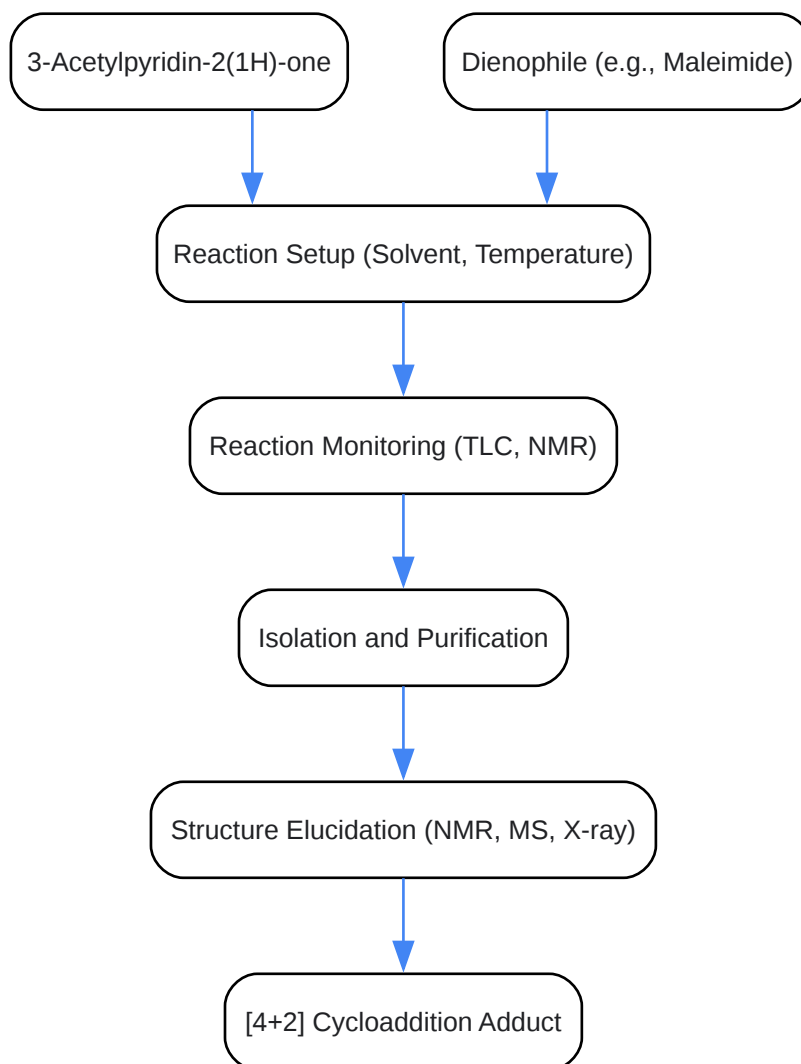 3-Acetylpyridin-2(1H)-one
Dienophile (e.g., Maleimide)
Reaction Setup (Solvent, Temperature)
Reaction Monitoring (TLC, NMR)
Isolation and Purification
Structure Elucidation (NMR, MS, X-ray)
[4+2] Cycloaddition Adduct